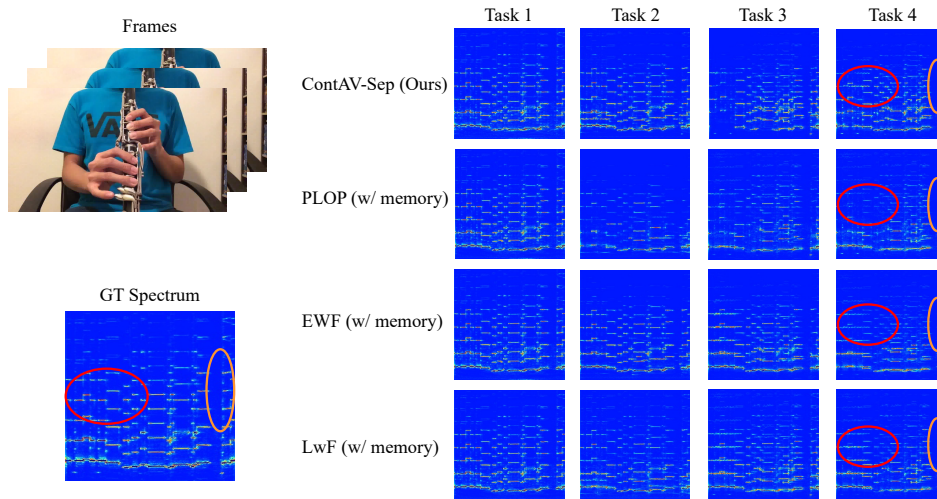 Frames
Task 1 Task 2 Task 3 Task 4
ContAV-Sep (Ours)
VA
PLOP (w/ memory)
GT Spectrum
EWF (w/ memory)
LwF (w/ memory)